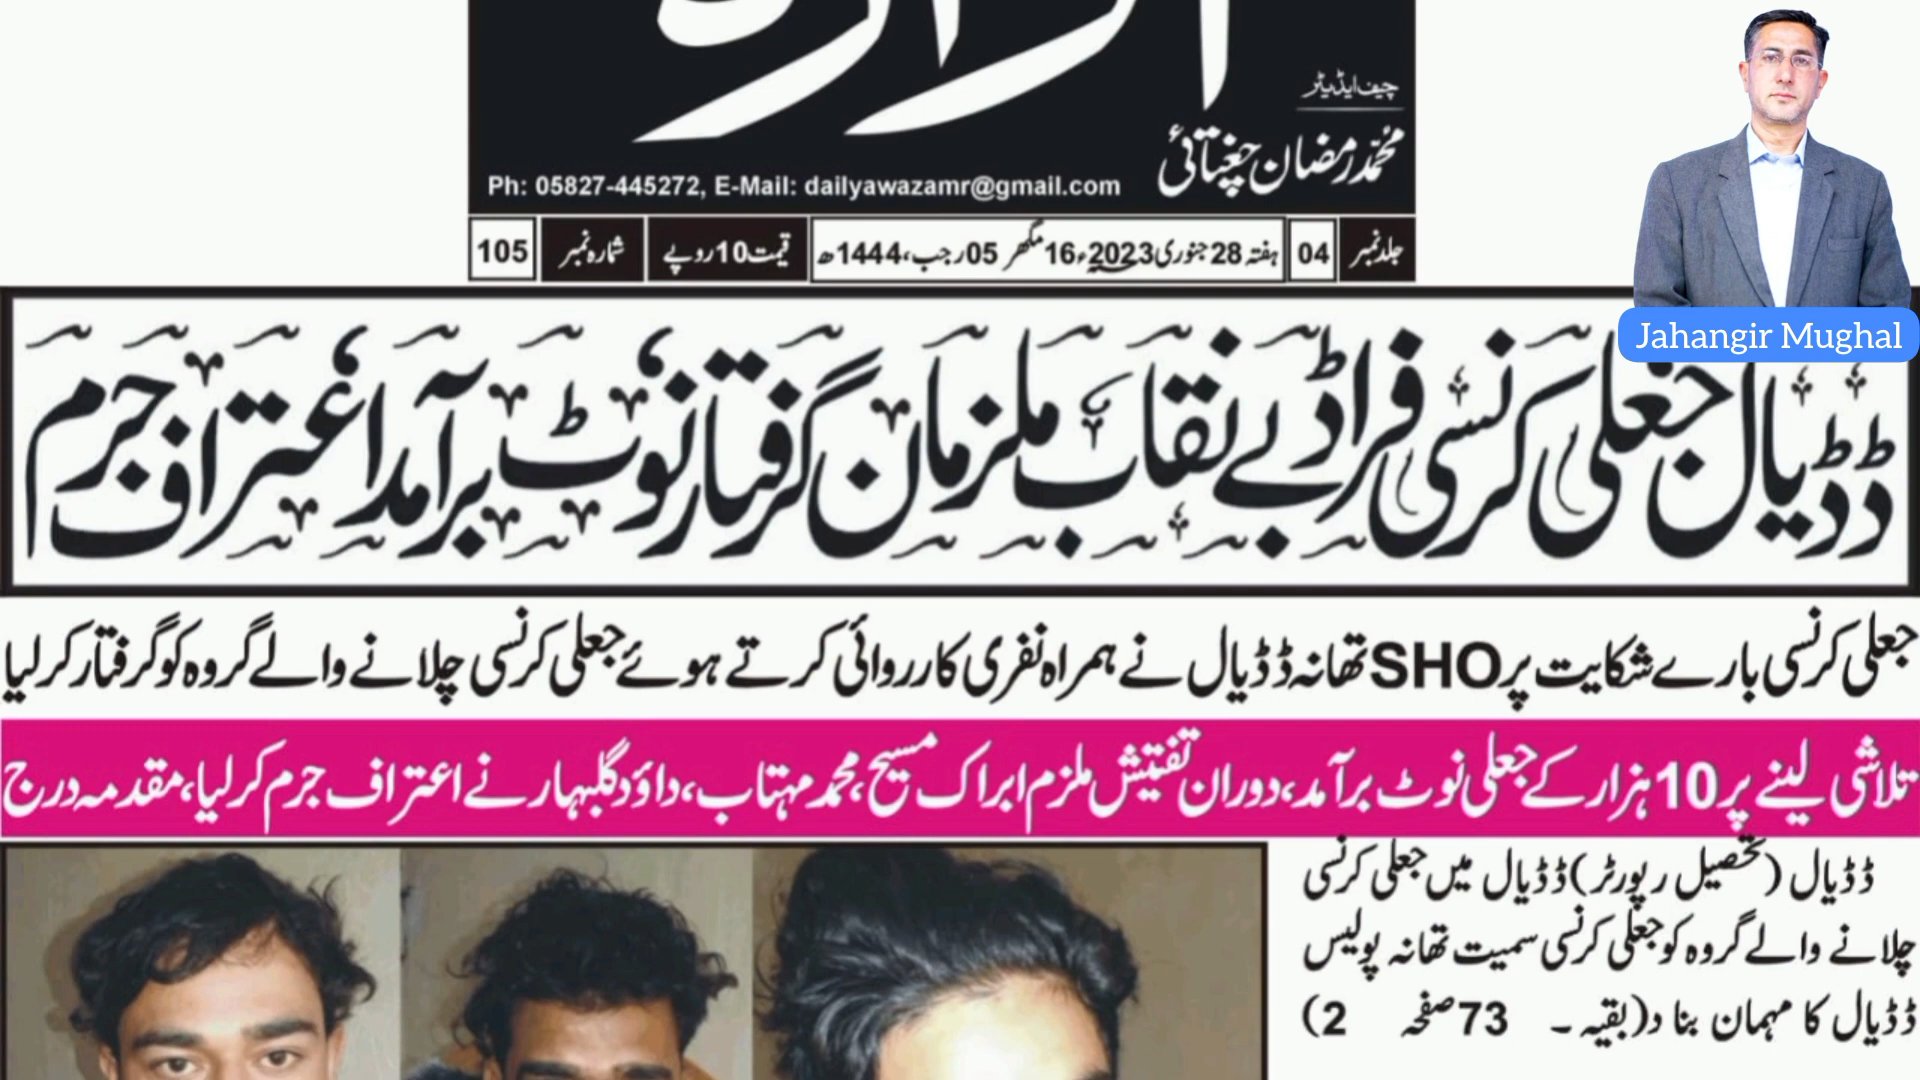 چیف ایڈیٹر
محمد رمضان چغتائی
Ph: 05827-445272, E-Mail: dailyawazamr@gmail.com
جلد نمبر 04 ہفتہ 28 جنوری 2023ء، 16 مگھر 05 رجب، 1444ھ قیمت 10 روپے شمارہ نمبر 105
Jahangir Mughal
ڈڈیال جعلی کرنسی فراڈ بے نقاب ملزمان گرفتار نوٹ برآمد اعتراف جرم
جعلی کرنسی بارے شکایت پر SHO تھانہ ڈڈیال نے ہمراہ نفری کارروائی کرتے ہوئے جعلی کرنسی چلانے والے گروہ کو گرفتار کر لیا
تلاشی لینے پر 10 ہزار کے جعلی نوٹ برآمد، دوران تفتیش ملزم ابراک مسیح، محمد مہتاب، داؤد گلبہار نے اعتراف جرم کر لیا، مقدمہ درج
ڈڈیال (تحصیل رپورٹر) ڈڈیال میں جعلی کرنسی
چلانے والے گروہ کو جعلی کرنسی سمیت تھانہ پولیس
ڈڈیال کا مہمان بنا د (بقیہ ۔ 73 صفحہ 2)